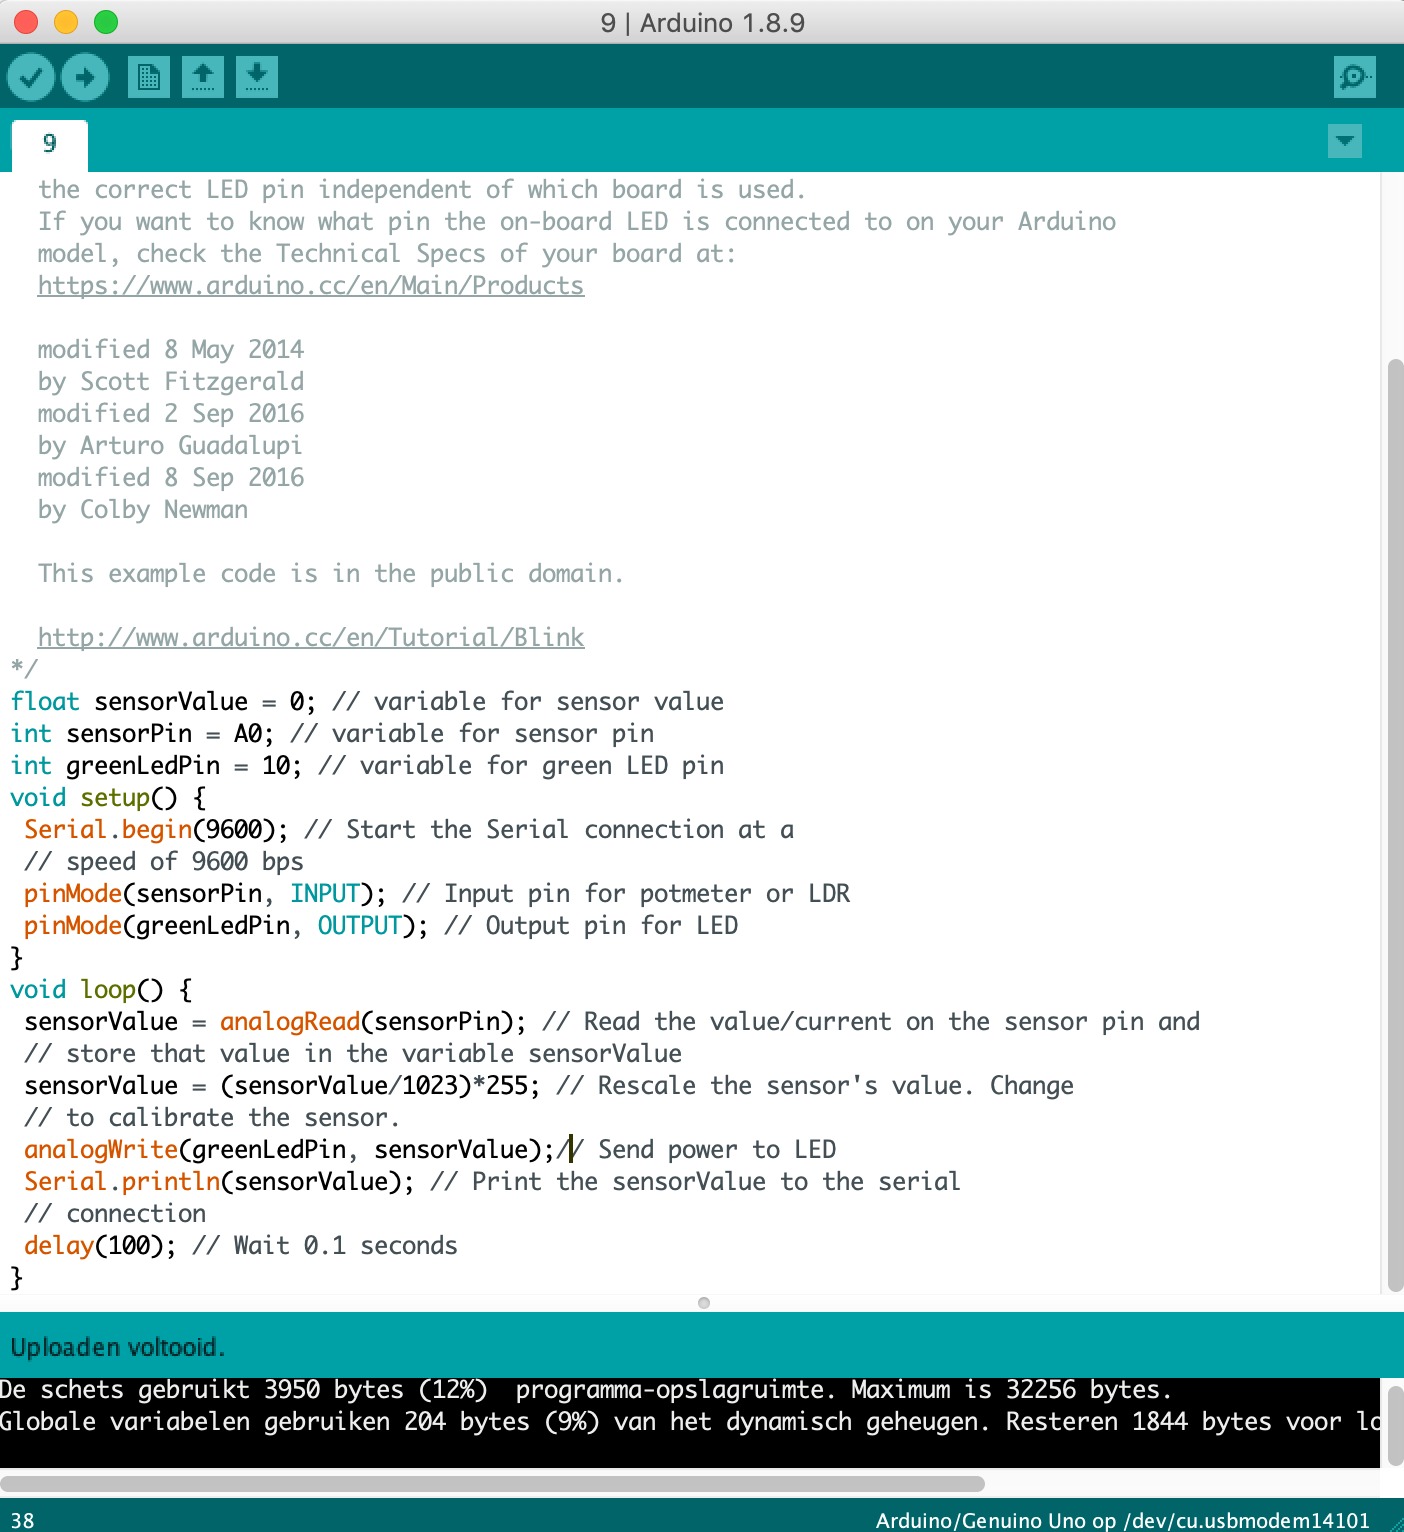 9 | Arduino 1.8.9
9
the correct LED pin independent of which board is used.
If you want to know what pin the on-board LED is connected to on your Arduino
model, check the Technical Specs of your board at:
https://www.arduino.cc/en/Main/Products
modified 8 May 2014
by Scott Fitzgerald
modified 2 Sep 2016
by Arturo Guadalupi
modified 8 Sep 2016
by Colby Newman
This example code is in the public domain.
http://www.arduino.cc/en/Tutorial/Blink
*/
float sensorValue = 0; // variable for sensor value
int sensorPin = A0; // variable for sensor pin
int greenLedPin = 10; // variable for green LED pin
void setup() {
Serial.begin(9600); // Start the Serial connection at a
// speed of 9600 bps
pinMode(sensorPin, INPUT); // Input pin for potmeter or LDR
pinMode(greenLedPin, OUTPUT); // Output pin for LED
}
void loop() {
sensorValue = analogRead(sensorPin); // Read the value/current on the sensor pin and
// store that value in the variable sensorValue
sensorValue = (sensorValue/1023)*255; // Rescale the sensor's value. Change
// to calibrate the sensor.
analogWrite(greenLedPin, sensorValue);// Send power to LED
Serial.println(sensorValue); // Print the sensorValue to the serial
// connection
delay(100); // Wait 0.1 seconds
}
Uploaden voltooid.
De schets gebruikt 3950 bytes (12%)  programma-opslagruimte. Maximum is 32256 bytes.
Globale variabelen gebruiken 204 bytes (9%) van het dynamisch geheugen. Resteren 1844 bytes voor lo
38
Arduino/Genuino Uno op /dev/cu.usbmodem14101